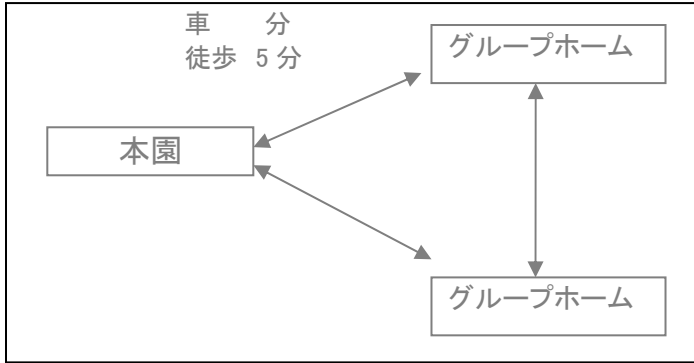 車　　分
徒歩 5分
グループホーム
本園
グループホーム